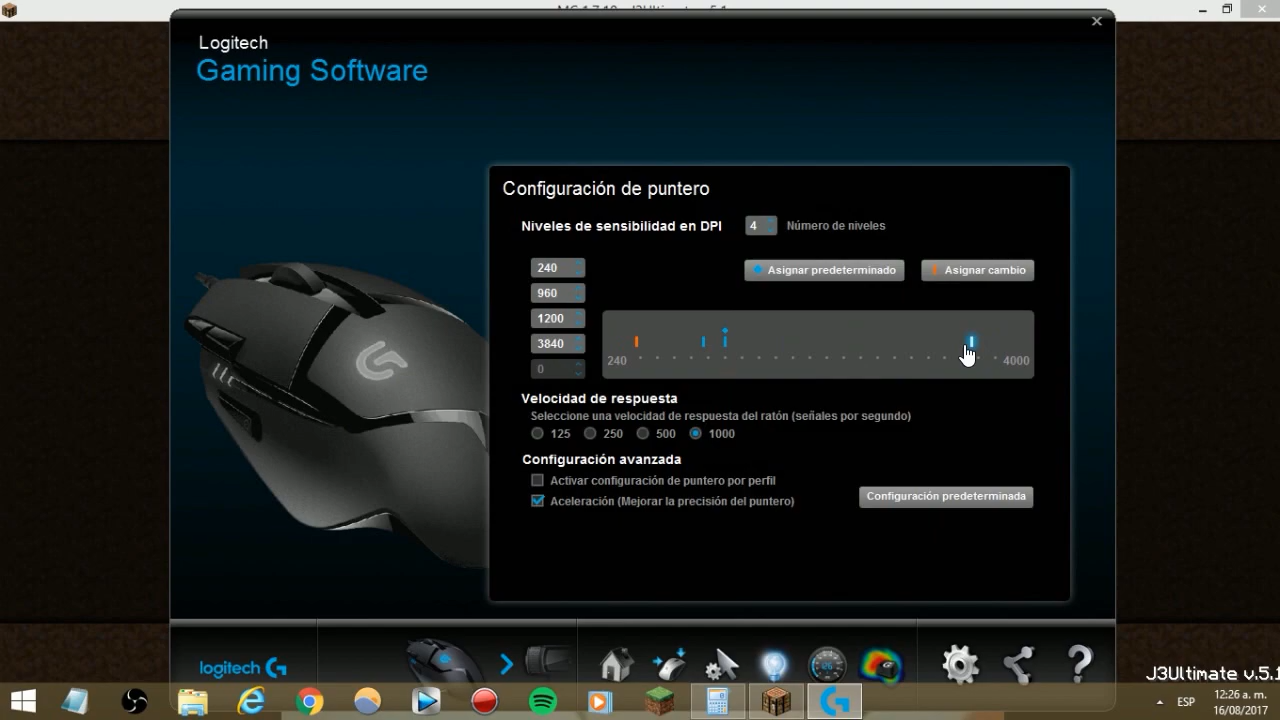 Logitech
Gaming Software
Configuración de puntero
Niveles de sensibilidad en DPI
4
Número de niveles
240
Asignar predeterminado
Asignar cambio
960
1200
3840
240
4000
0
Velocidad de respuesta
Seleccione una velocidad de respuesta del ratón (señales por segundo)
125
250
500
1000
Configuración avanzada
Activar configuración de puntero por perfil
Aceleración (Mejorar la precisión del puntero)
Configuración predeterminada
logitech
J3Ultimate v.5.1
ESP
12:26 a. m.
16/08/2017